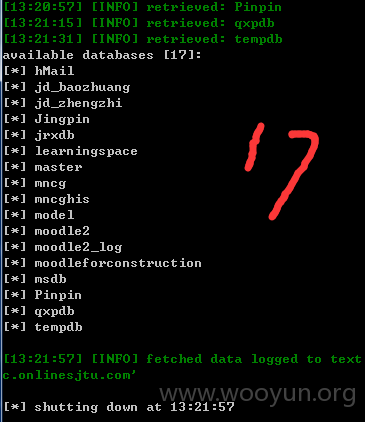 [13:20:57] [INFO] retrieved: Pinpin
[13:21:15] [INFO] retrieved: qxpdb
[13:21:31] [INFO] retrieved: tempdb
available databases [17]:
[*] hMail
[*] jd_baozhuang
[*] jd_zhengzhi
[*] Jingpin
[*] jrxdb
[*] learningspace
[*] master
[*] mncg
[*] mncghis
[*] model
[*] moodle2
[*] moodle2_log
[*] moodleforconstruction
[*] msdb
[*] Pinpin
[*] qxpdb
[*] tempdb
17
[13:21:57] [INFO] fetched data logged to text
c.onlinesjtu.com'
www.wooyun.org
[*] shutting down at 13:21:57